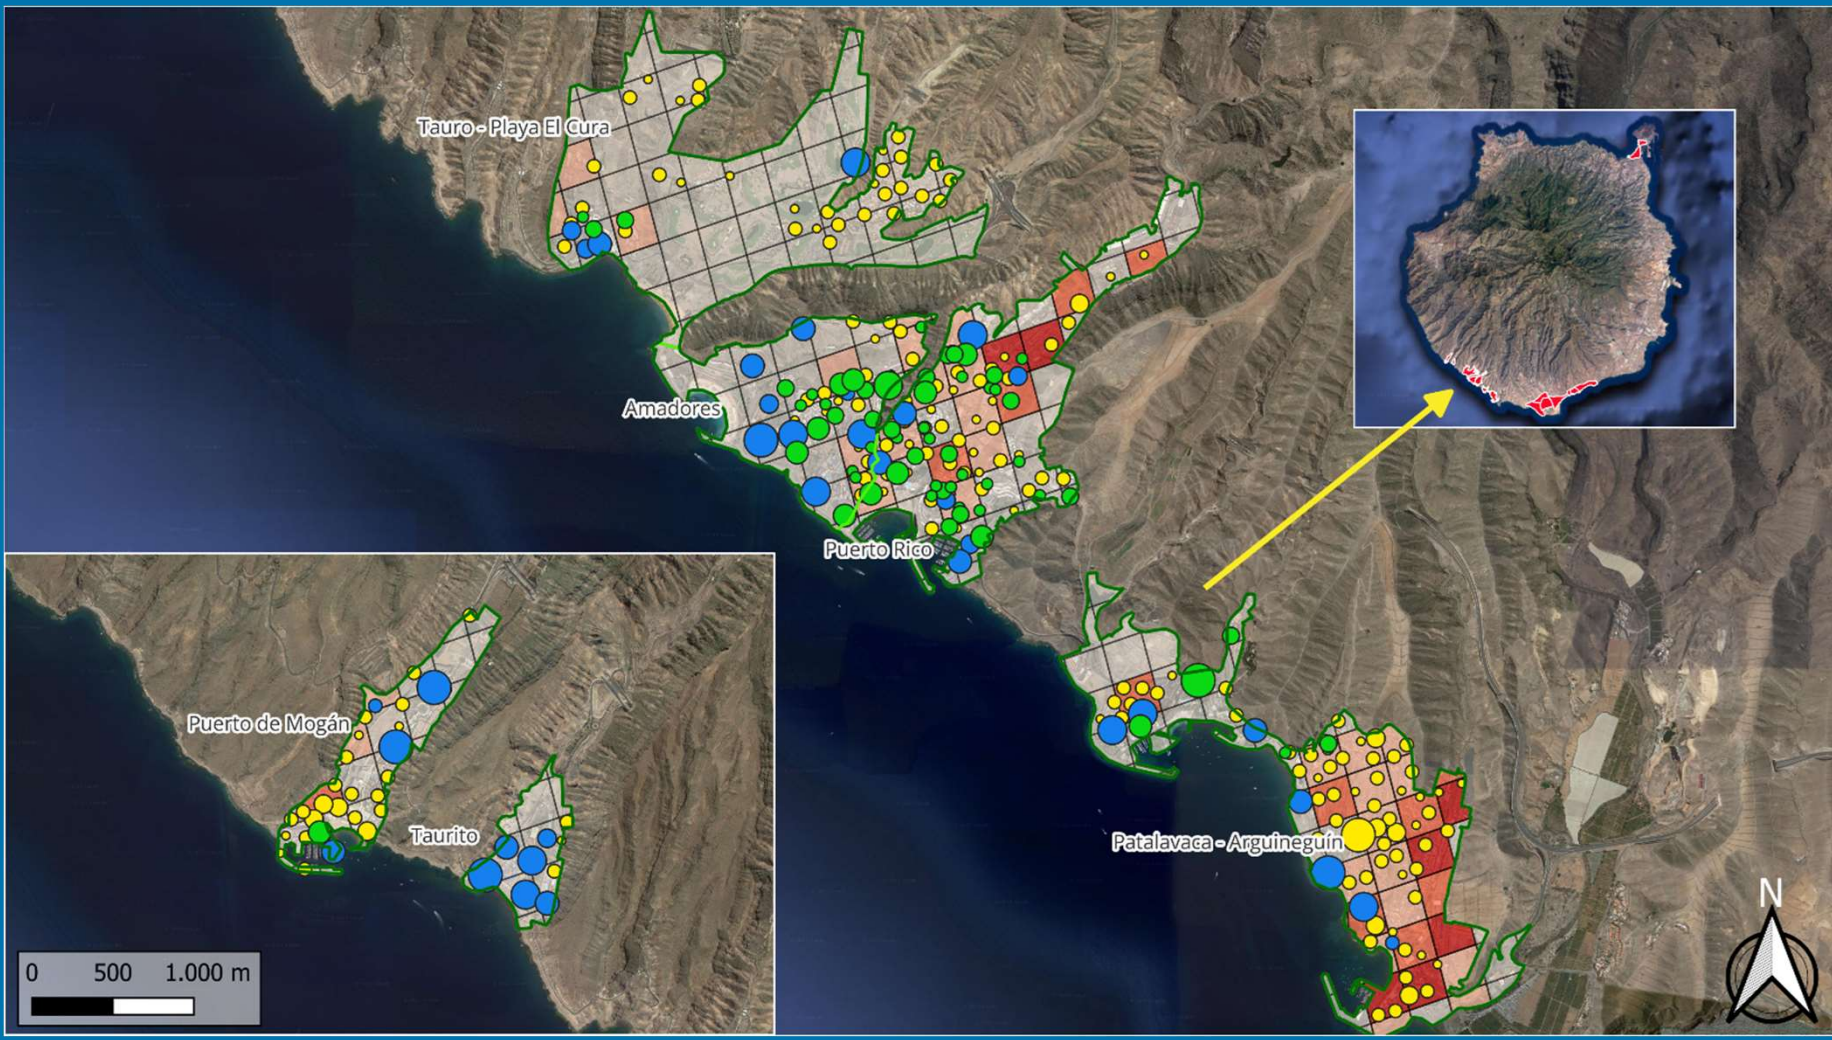 Tauro - Playa El Cura
Amadores
Puerto Rico
Puerto de Mogán
Taurito
Patalavaca - Arguineguín
0 500 1.000 m
N